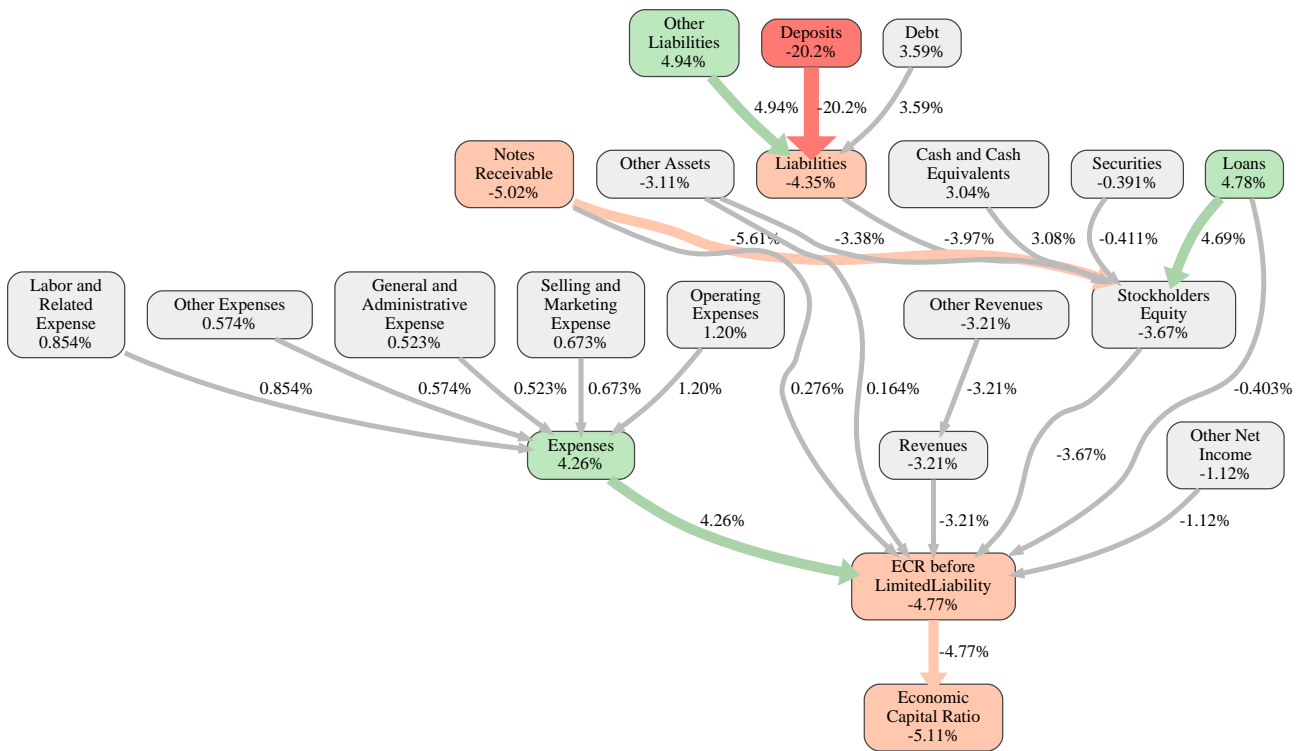 Other
Liabilities
4.94%
Deposits
-20.2%
Debt
3.59%
4.94%
-20.2%
3.59%
Notes
Receivable
-5.02%
Other Assets
-3.11%
Liabilities
-4.35%
Cash and Cash
Equivalents
3.04%
Securities
-0.391%
Loans
4.78%
-5.61%
-3.38%
-3.97%
3.08%
-0.411%
4.69%
Labor and
Related
Expense
0.854%
Other Expenses
0.574%
General and
Administrative
Expense
0.523%
Selling and
Marketing
Expense
0.673%
Operating
Expenses
1.20%
Other Revenues
-3.21%
Stockholders
Equity
-3.67%
0.854%
0.574%
0.523%
0.673%
1.20%
0.276%
0.164%
-3.21%
-0.403%
Expenses
4.26%
Revenues
-3.21%
-3.67%
Other Net
Income
-1.12%
4.26%
-3.21%
-1.12%
ECR before
LimitedLiability
-4.77%
-4.77%
Economic
Capital Ratio
-5.11%